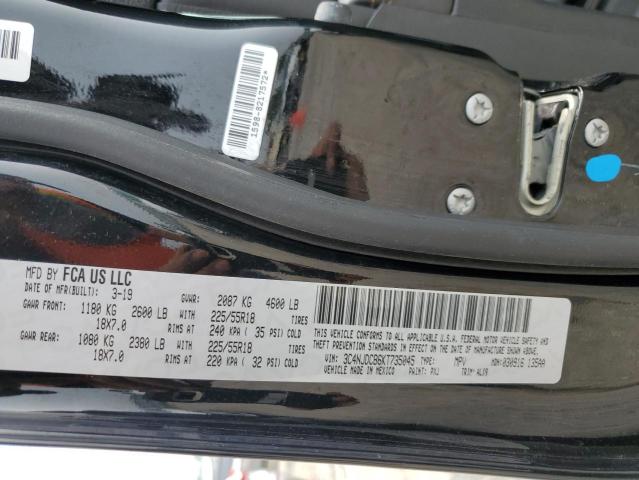 1598-8217572*
MFD BY FCA US LLC
DATE OF MFR(BUILT): 3-19 GVWR: 2087 KG 4600 LB
GAWR FRONT: 1180 KG 2600 LB WITH 225/55R18 TIRES
18X7.0 RIMS AT 240 KPA ( 35 PSI) COLD
GAWR REAR: 1080 KG 2380 LB WITH 225/55R18 TIRES
18X7.0 RIMS AT 220 KPA ( 32 PSI) COLD
THIS VEHICLE CONFORMS TO ALL APPLICABLE U.S.A. FEDERAL MOTOR VEHICLE SAFETY, BUMPER AND
THEFT PREVENTION STANDARDS IN EFFECT ON THE
DATE OF MANUFACTURE SHOWN ABOVE.
VIN: 3C4NJDCB6KT735045 TYPE: MPV
VEHICLE MADE IN MEXICO PAINT: PXJ TRIM: ALX9